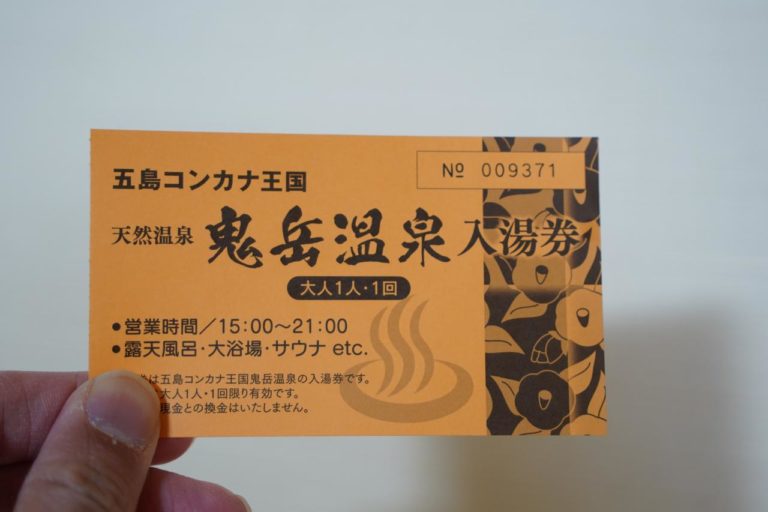 五島コンカナ王国
№ 009371
天然温泉 鬼岳温泉入湯券
大人1人・1回
●営業時間／15:00～21:00
●露天風呂・大浴場・サウナ etc.
は五島コンカナ王国鬼岳温泉の入湯券です。
大人1人・1回限り有効です。
現金との換金はいたしません。